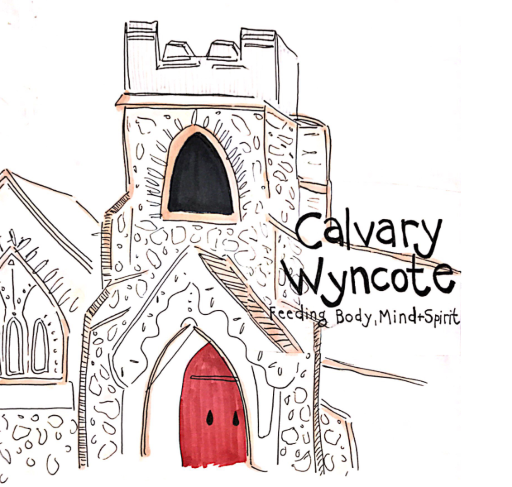 Calvary
Wyncote
Feeding Body, Mind+Spirit